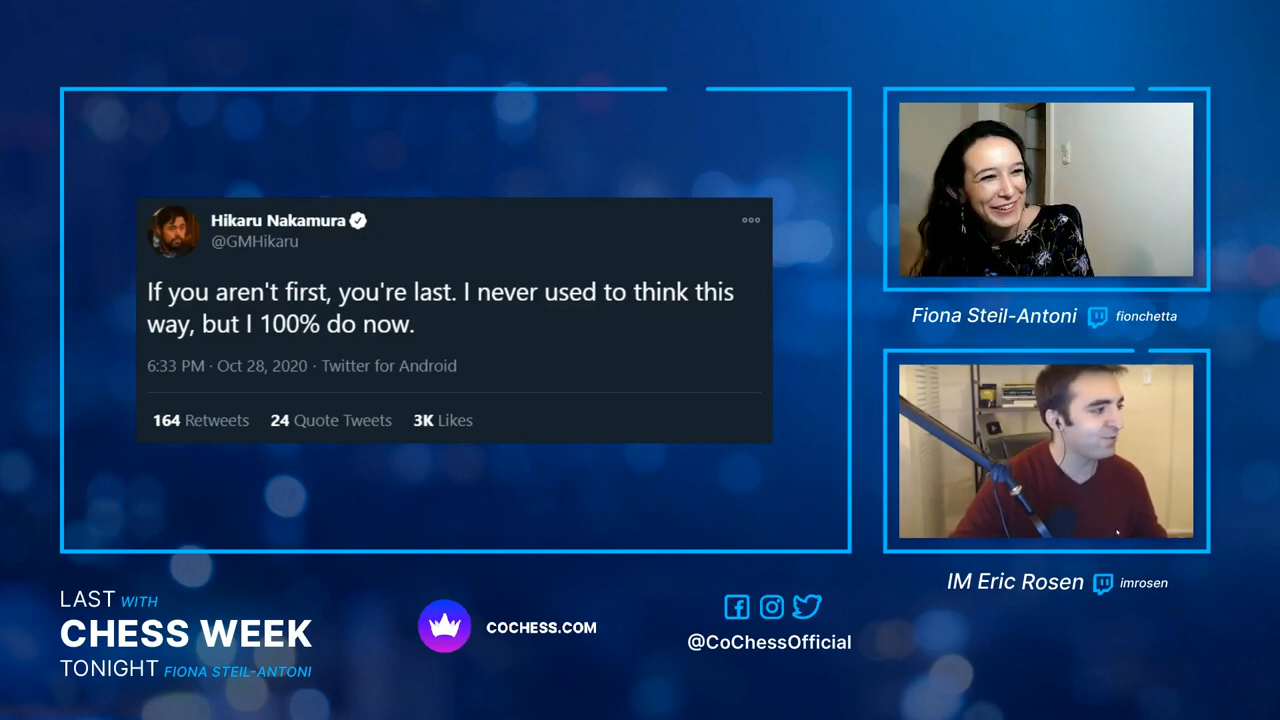 Hikaru Nakamura
@GMHikaru
If you aren't first, you're last. I never used to think this
way, but I 100% do now.
6:33 PM · Oct 28, 2020 · Twitter for Android
164 Retweets 24 Quote Tweets 3K Likes
Fiona Steil-Antoni fionchetta
IM Eric Rosen imrosen
LAST WITH
CHESS WEEK
TONIGHT FIONA STEIL-ANTONI
COCHESS.COM
@CoChessOfficial